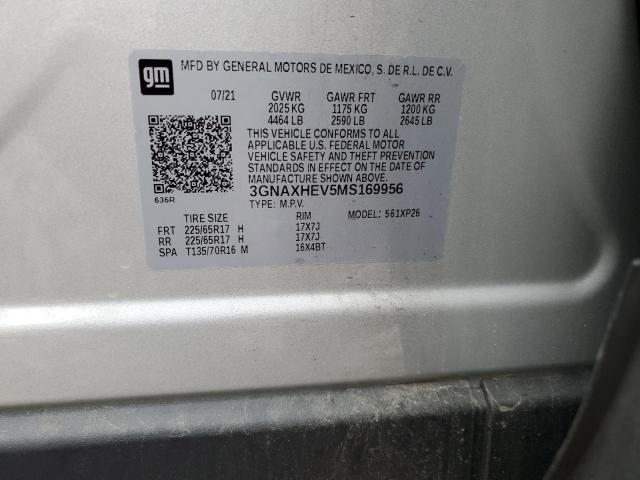 gm
MFD BY GENERAL MOTORS DE MEXICO, S. DE R.L. DE C.V.
07/21 GVWR GAWR FRT GAWR RR
2025 KG 1175 KG 1200 KG
4464 LB 2590 LB 2645 LB
THIS VEHICLE CONFORMS TO ALL
APPLICABLE U.S. FEDERAL MOTOR
VEHICLE SAFETY AND THEFT PREVENTION
STANDARDS IN EFFECT ON THE DATE
OF MANUFACTURE SHOWN ABOVE.
3GNAXHEV5MS169956
636R
TYPE: M.P.V. MODEL: 561XP26
TIRE SIZE RIM
FRT 225/65R17 H 17X7J
RR 225/65R17 H 17X7J
SPA T135/70R16 M 16X4BT